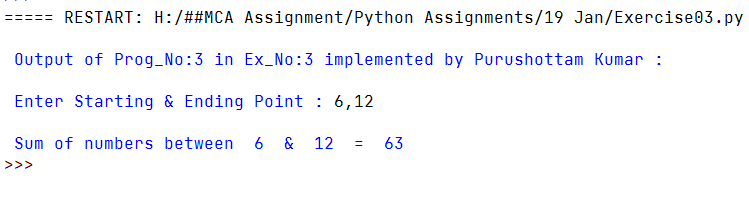 ===== RESTART: H:/##MCA Assignment/Python Assignments/19 Jan/Exercise03.py
Output of Prog_No:3 in Ex_No:3 implemented by Purushottam Kumar :
Enter Starting & Ending Point : 6,12
Sum of numbers between  6  &  12  =  63
>>>